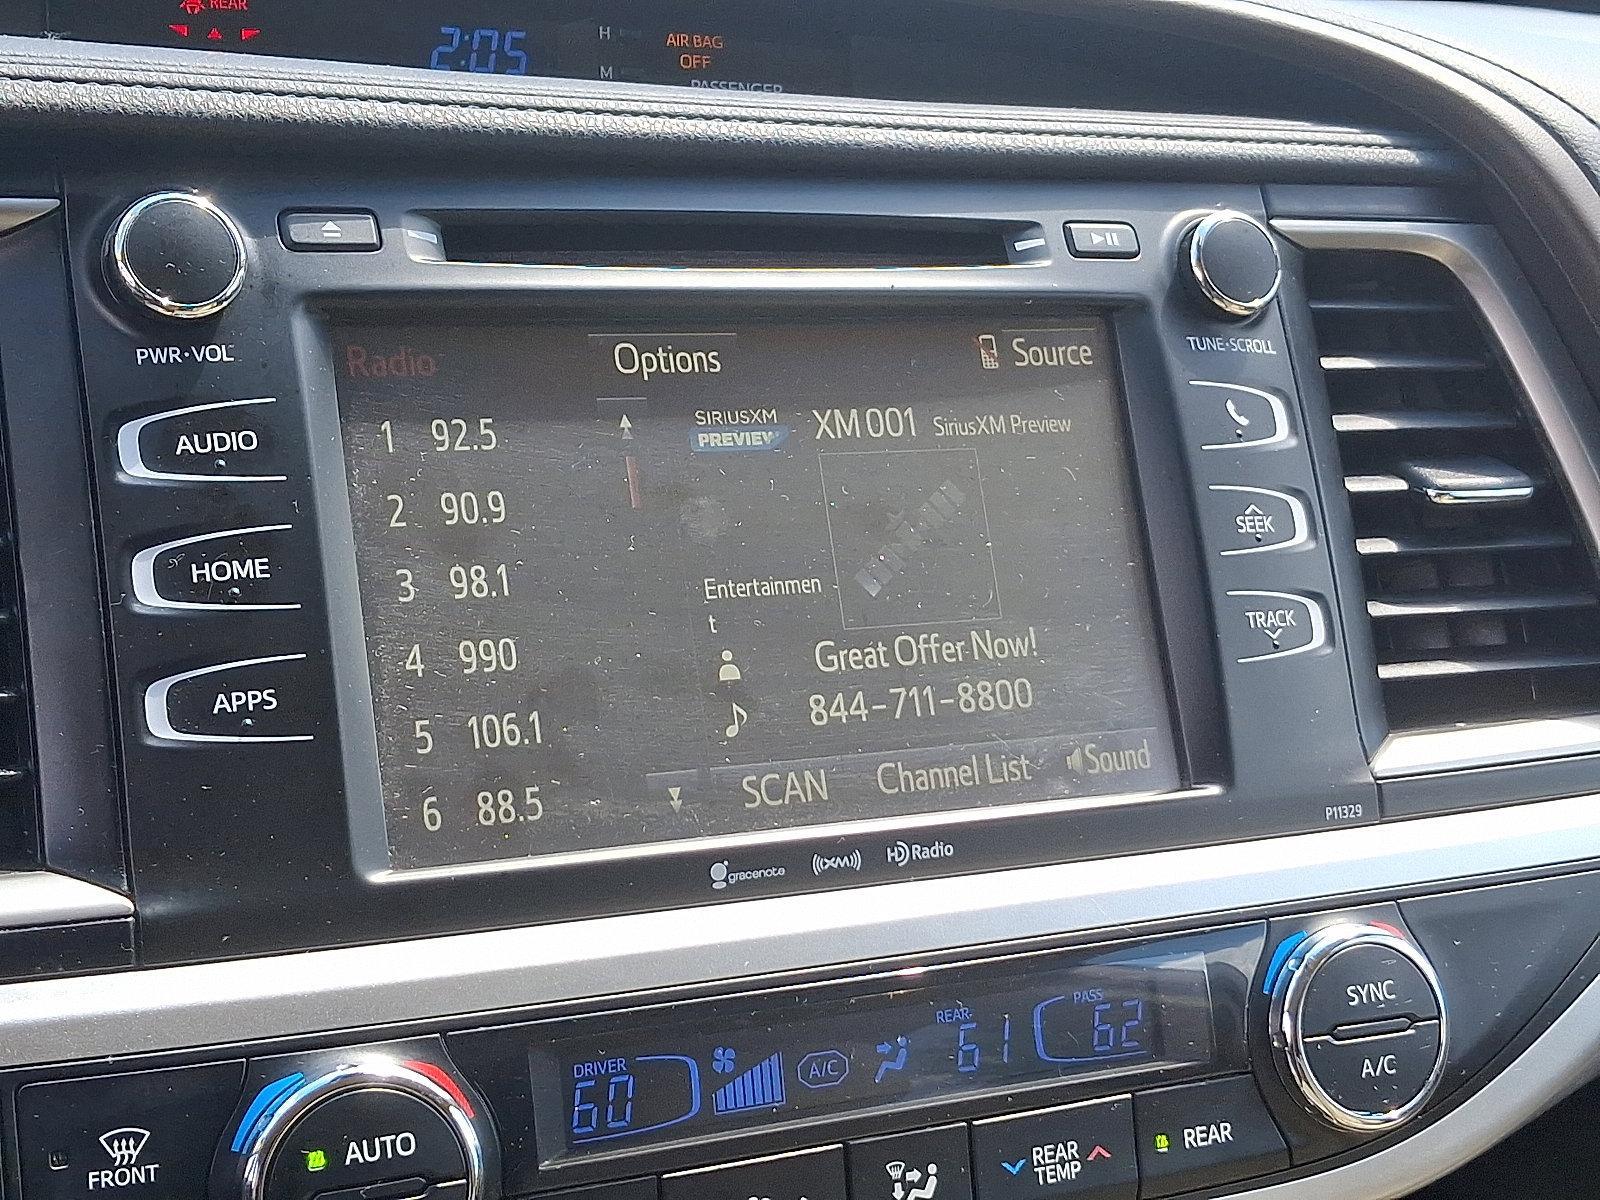 REAR
2:05
H
AIR BAG
OFF
M
PASSENGER
PWR·VOL
TUNE·SCROLL
AUDIO
HOME
APPS
Radio
Options
Source
1 92.5
2 90.9
3 98.1
4 990
5 106.1
6 88.5
SIRIUSXM
PREVIEW
XM001 SiriusXM Preview
Entertainmen
t
Great Offer Now!
844-711-8800
SCAN
Channel List
Sound
SEEK
TRACK
P11329
gracenote
((XM))
HD Radio
DRIVER
60
A/C
REAR
61
PASS
62
SYNC
A/C
FRONT
AUTO
REAR
TEMP
REAR